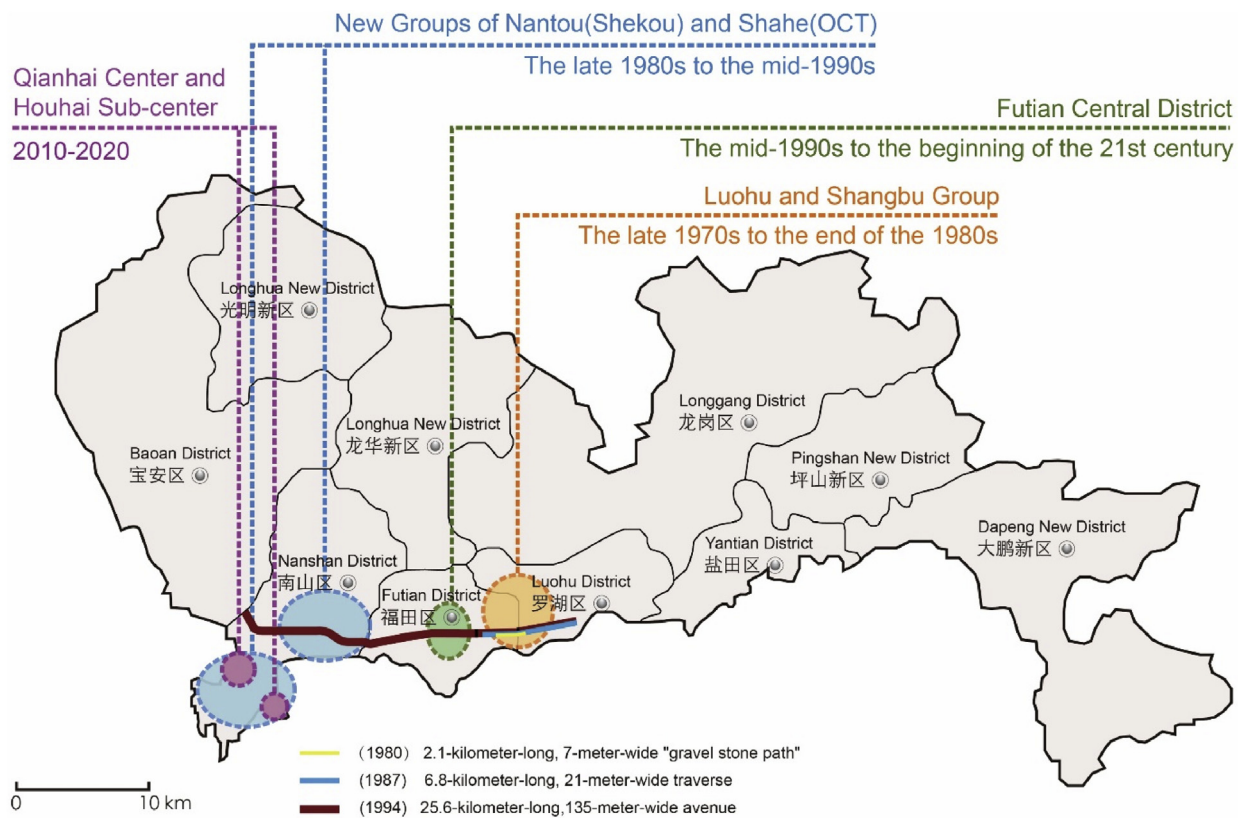 New Groups of Nantou(Shekou) and Shahe(OCT)
The late 1980s to the mid-1990s
Qianhai Center and
Houhai Sub-center
2010-2020
Futian Central District
The mid-1990s to the beginning of the 21st century
Luohu and Shangbu Group
The late 1970s to the end of the 1980s
Longhua New District
光明新区
Longgang District
龙岗区
Longhua New District
龙华新区
Baoan District
宝安区
Pingshan New District
坪山新区
Dapeng New District
大鹏新区
Yantian District
盐田区
Nanshan District
南山区
Luohu District
罗湖区
Futian District
福田区
(1980) 2.1-kilometer-long, 7-meter-wide "gravel stone path"
(1987) 6.8-kilometer-long, 21-meter-wide traverse
(1994) 25.6-kilometer-long,135-meter-wide avenue
0 10 km